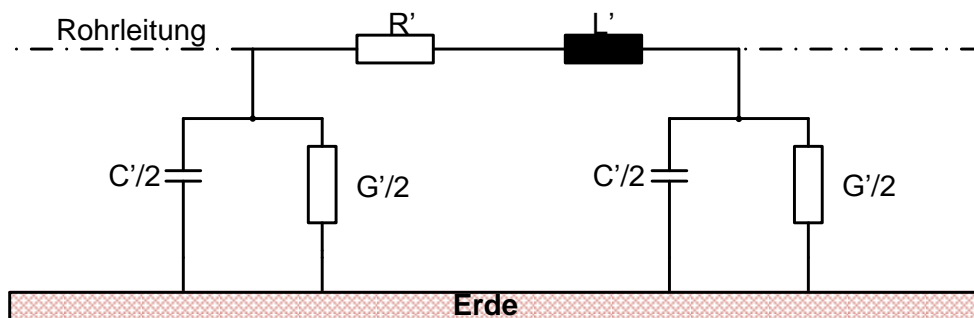 Rohrleitung
R’
L’
C’/2
G’/2
C’/2
G’/2
Erde